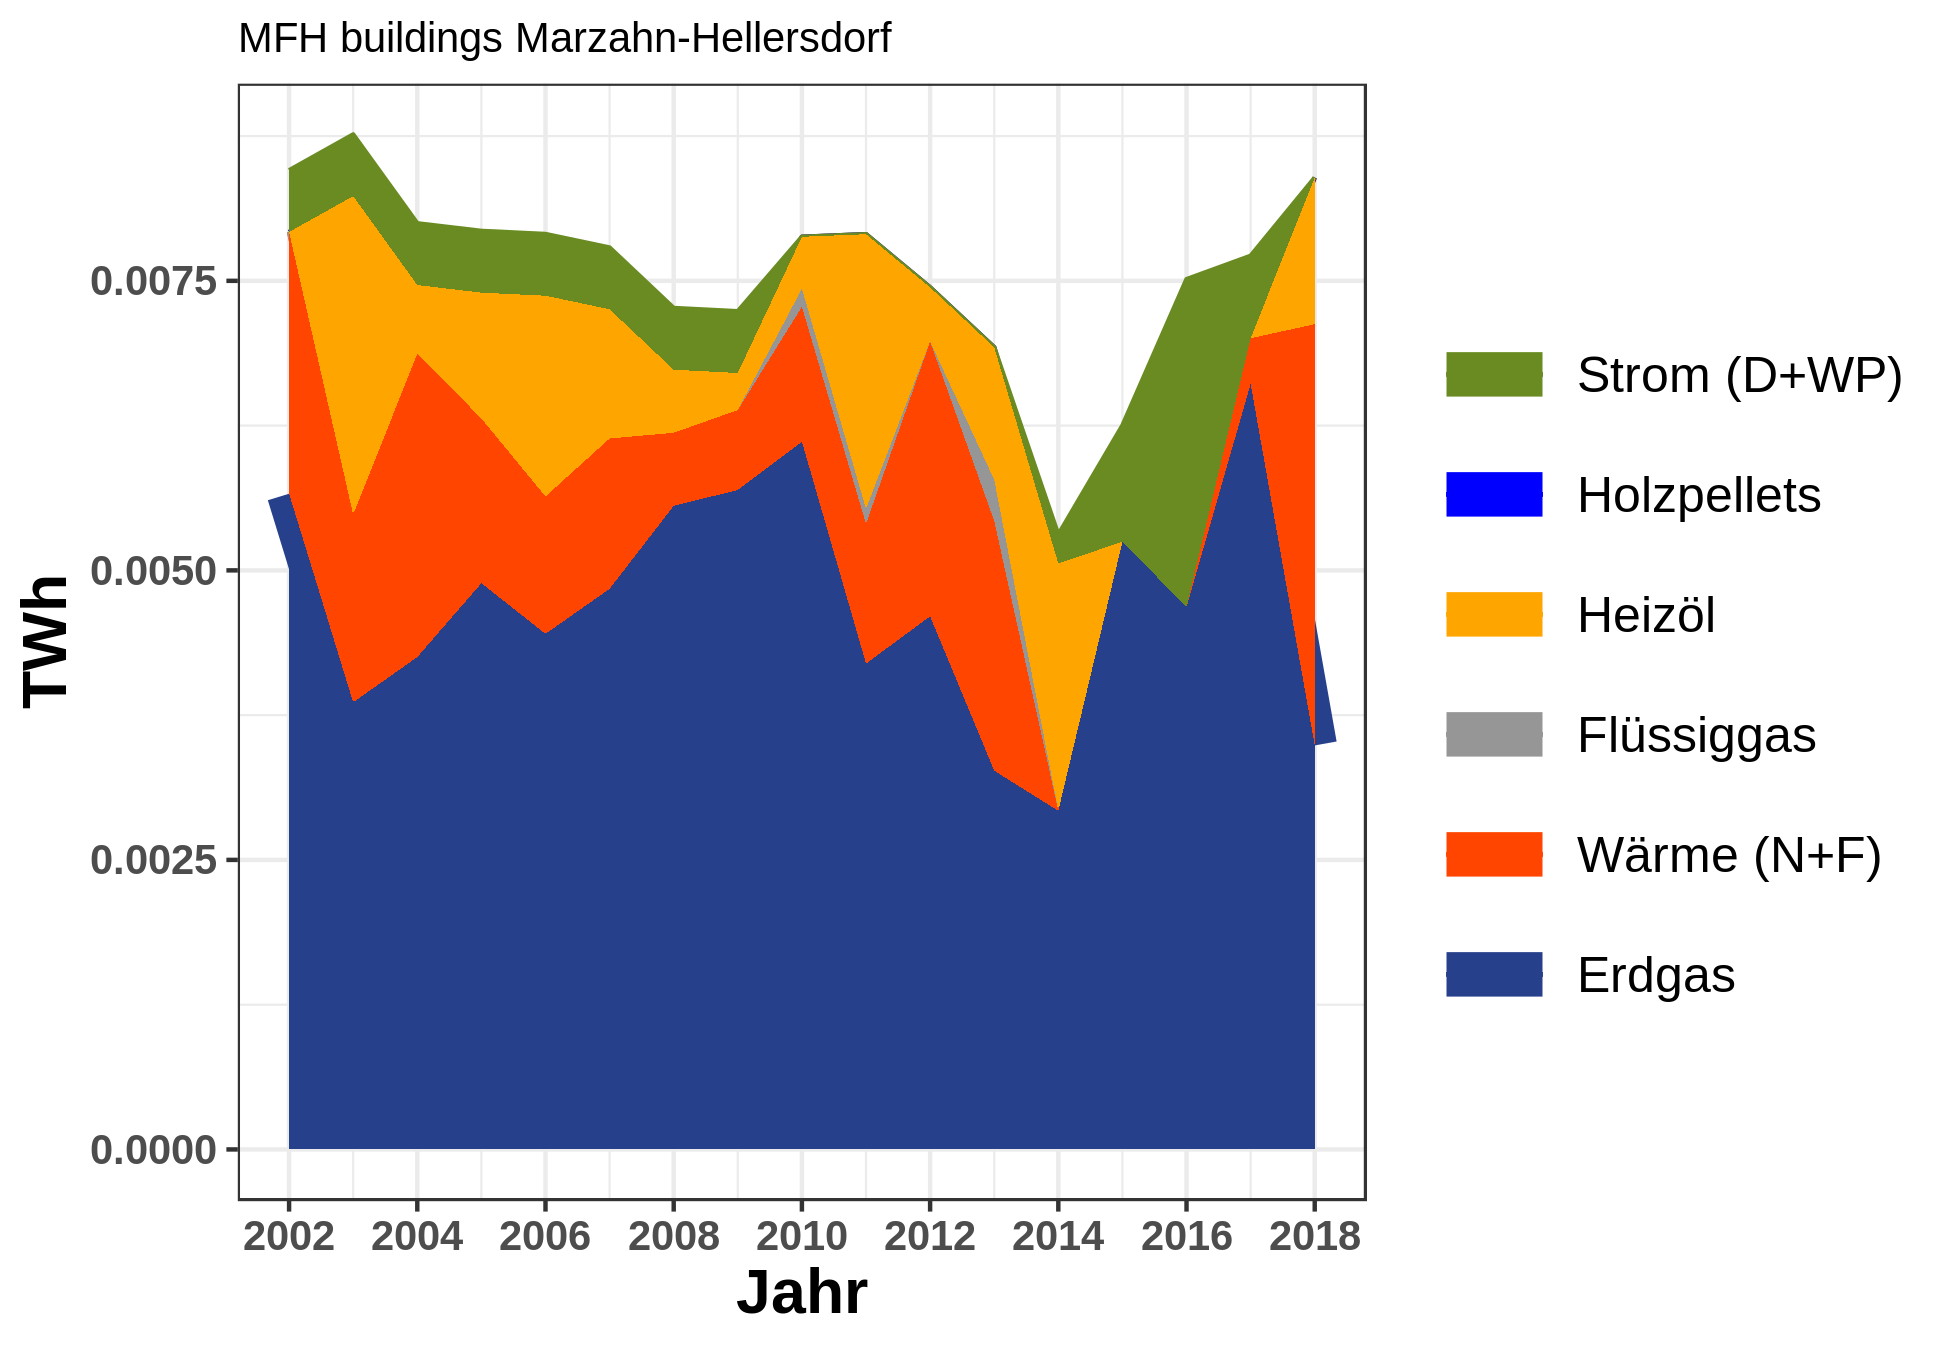 MFH buildings Marzahn-Hellersdorf
TWh
0.0075
0.0050
0.0025
0.0000
2002 2004 2006 2008 2010 2012 2014 2016 2018
Jahr
Strom (D+WP)
Holzpellets
Heizöl
Flüssiggas
Wärme (N+F)
Erdgas